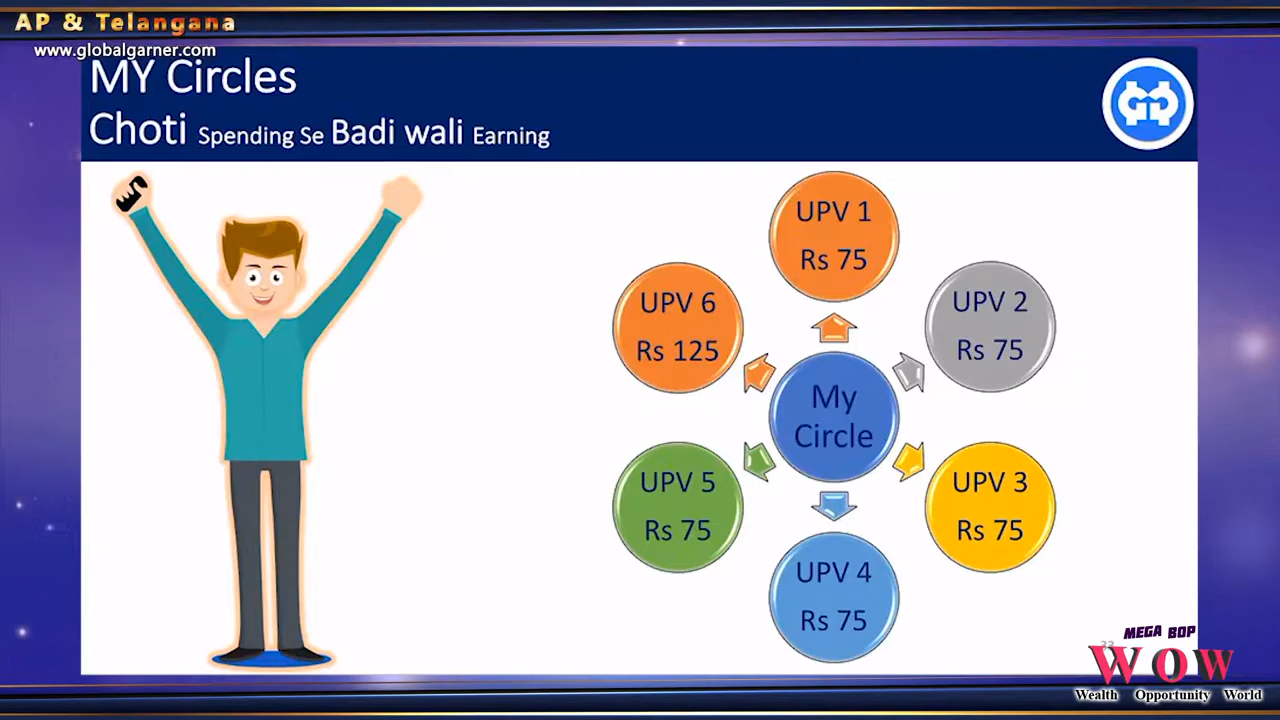 AP & Telangana
www.globalgarner.com
MY Circles
Choti Spending Se Badi wali Earning
UPV 1
Rs 75
UPV 6
Rs 125
UPV 2
Rs 75
My
Circle
UPV 5
Rs 75
UPV 3
Rs 75
UPV 4
Rs 75
MEGA BOP
33
WOW
Wealth Opportunity World